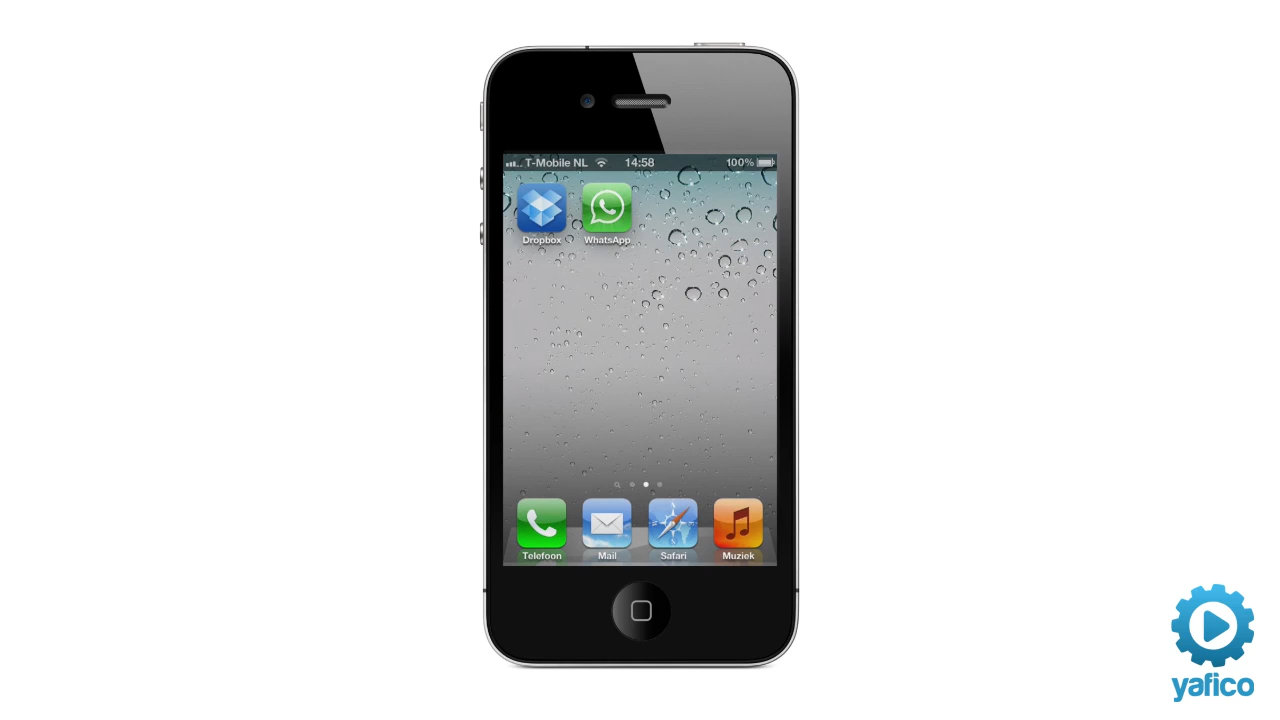 T-Mobile NL 14:58 100%
Dropbox WhatsApp
Telefoon Mail Safari Muziek
yafico